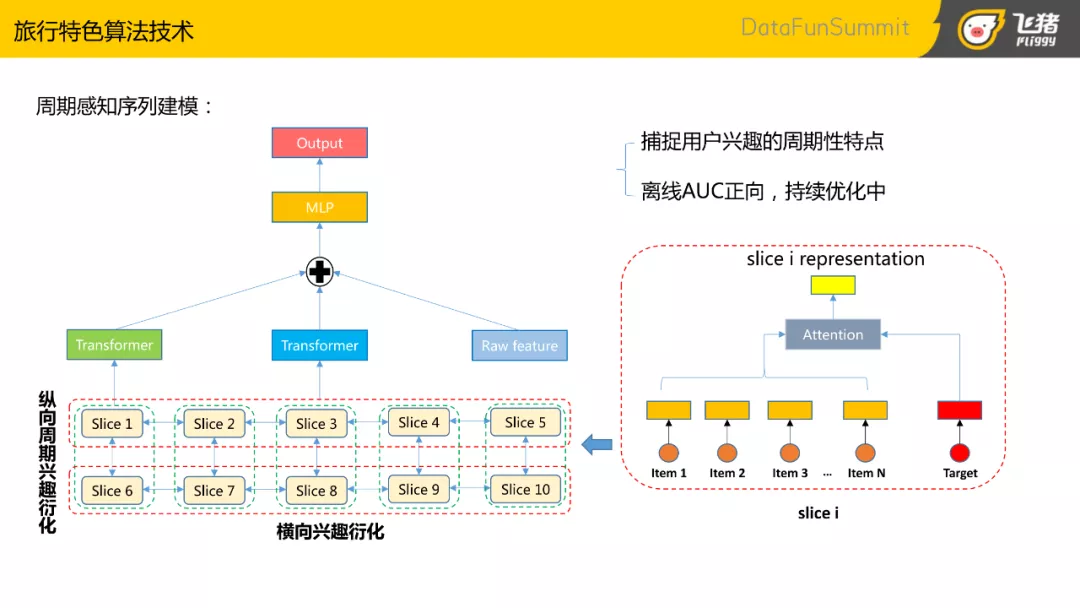 旅行特色算法技术
DataFunSummit
飞猪
Fliggy
周期感知序列建模：
Output
MLP
Transformer
Transformer
Raw feature
纵向周期兴趣衍化
Slice 1
Slice 2
Slice 3
Slice 4
Slice 5
Slice 6
Slice 7
Slice 8
Slice 9
Slice 10
横向兴趣衍化
捕捉用户兴趣的周期性特点
离线AUC正向，持续优化中
slice i representation
Attention
Item 1
Item 2
Item 3
...
Item N
Target
slice i